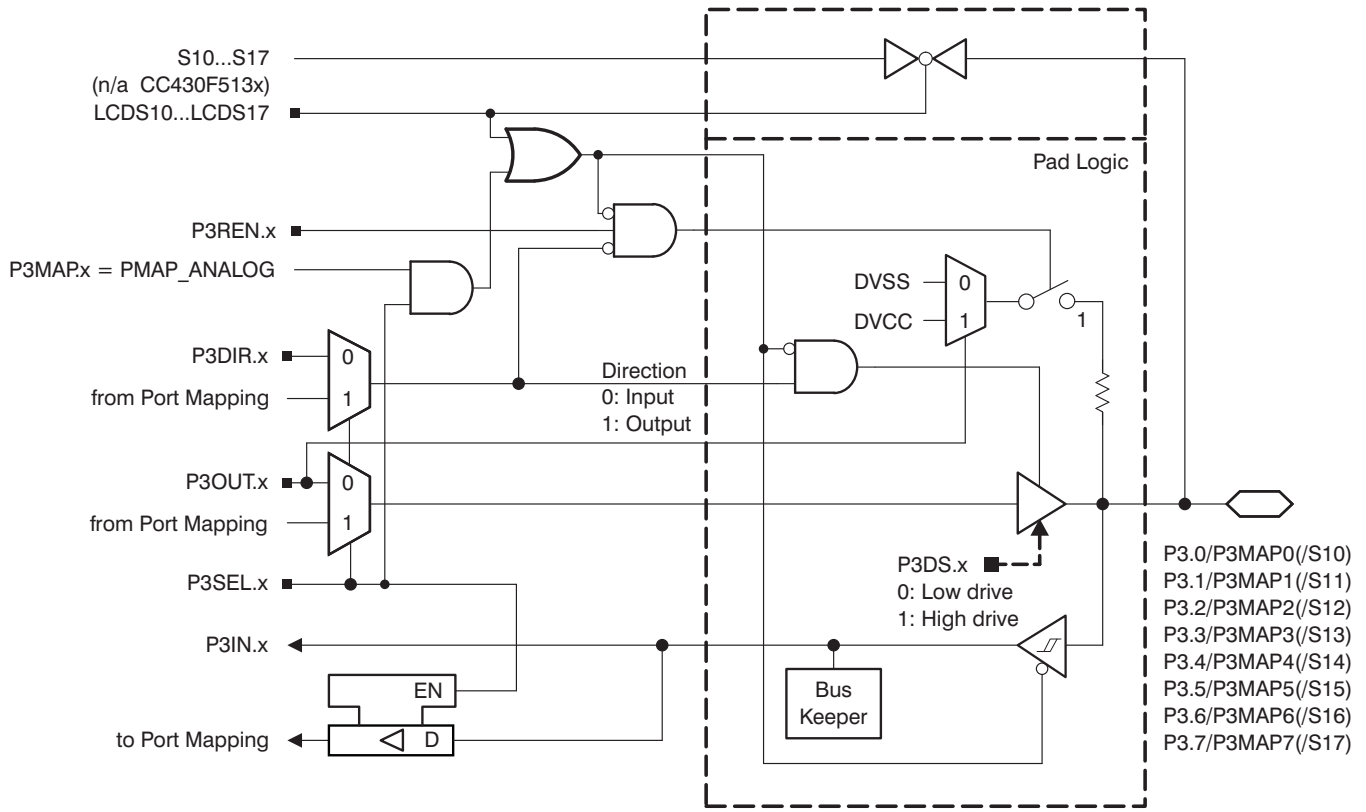 S10...S17
(n/a CC430F513x)
LCDS10...LCDS17
Pad Logic
P3REN.x
P3MAP.x = PMAP_ANALOG
DVSS
0
DVCC
1
1
P3DIR.x
0
from Port Mapping
1
Direction
0: Input
1: Output
P3OUT.x
0
from Port Mapping
1
P3SEL.x
P3DS.x
0: Low drive
1: High drive
P3IN.x
EN
Bus
Keeper
to Port Mapping
D
P3.0/P3MAP0(/S10)
P3.1/P3MAP1(/S11)
P3.2/P3MAP2(/S12)
P3.3/P3MAP3(/S13)
P3.4/P3MAP4(/S14)
P3.5/P3MAP5(/S15)
P3.6/P3MAP6(/S16)
P3.7/P3MAP7(/S17)